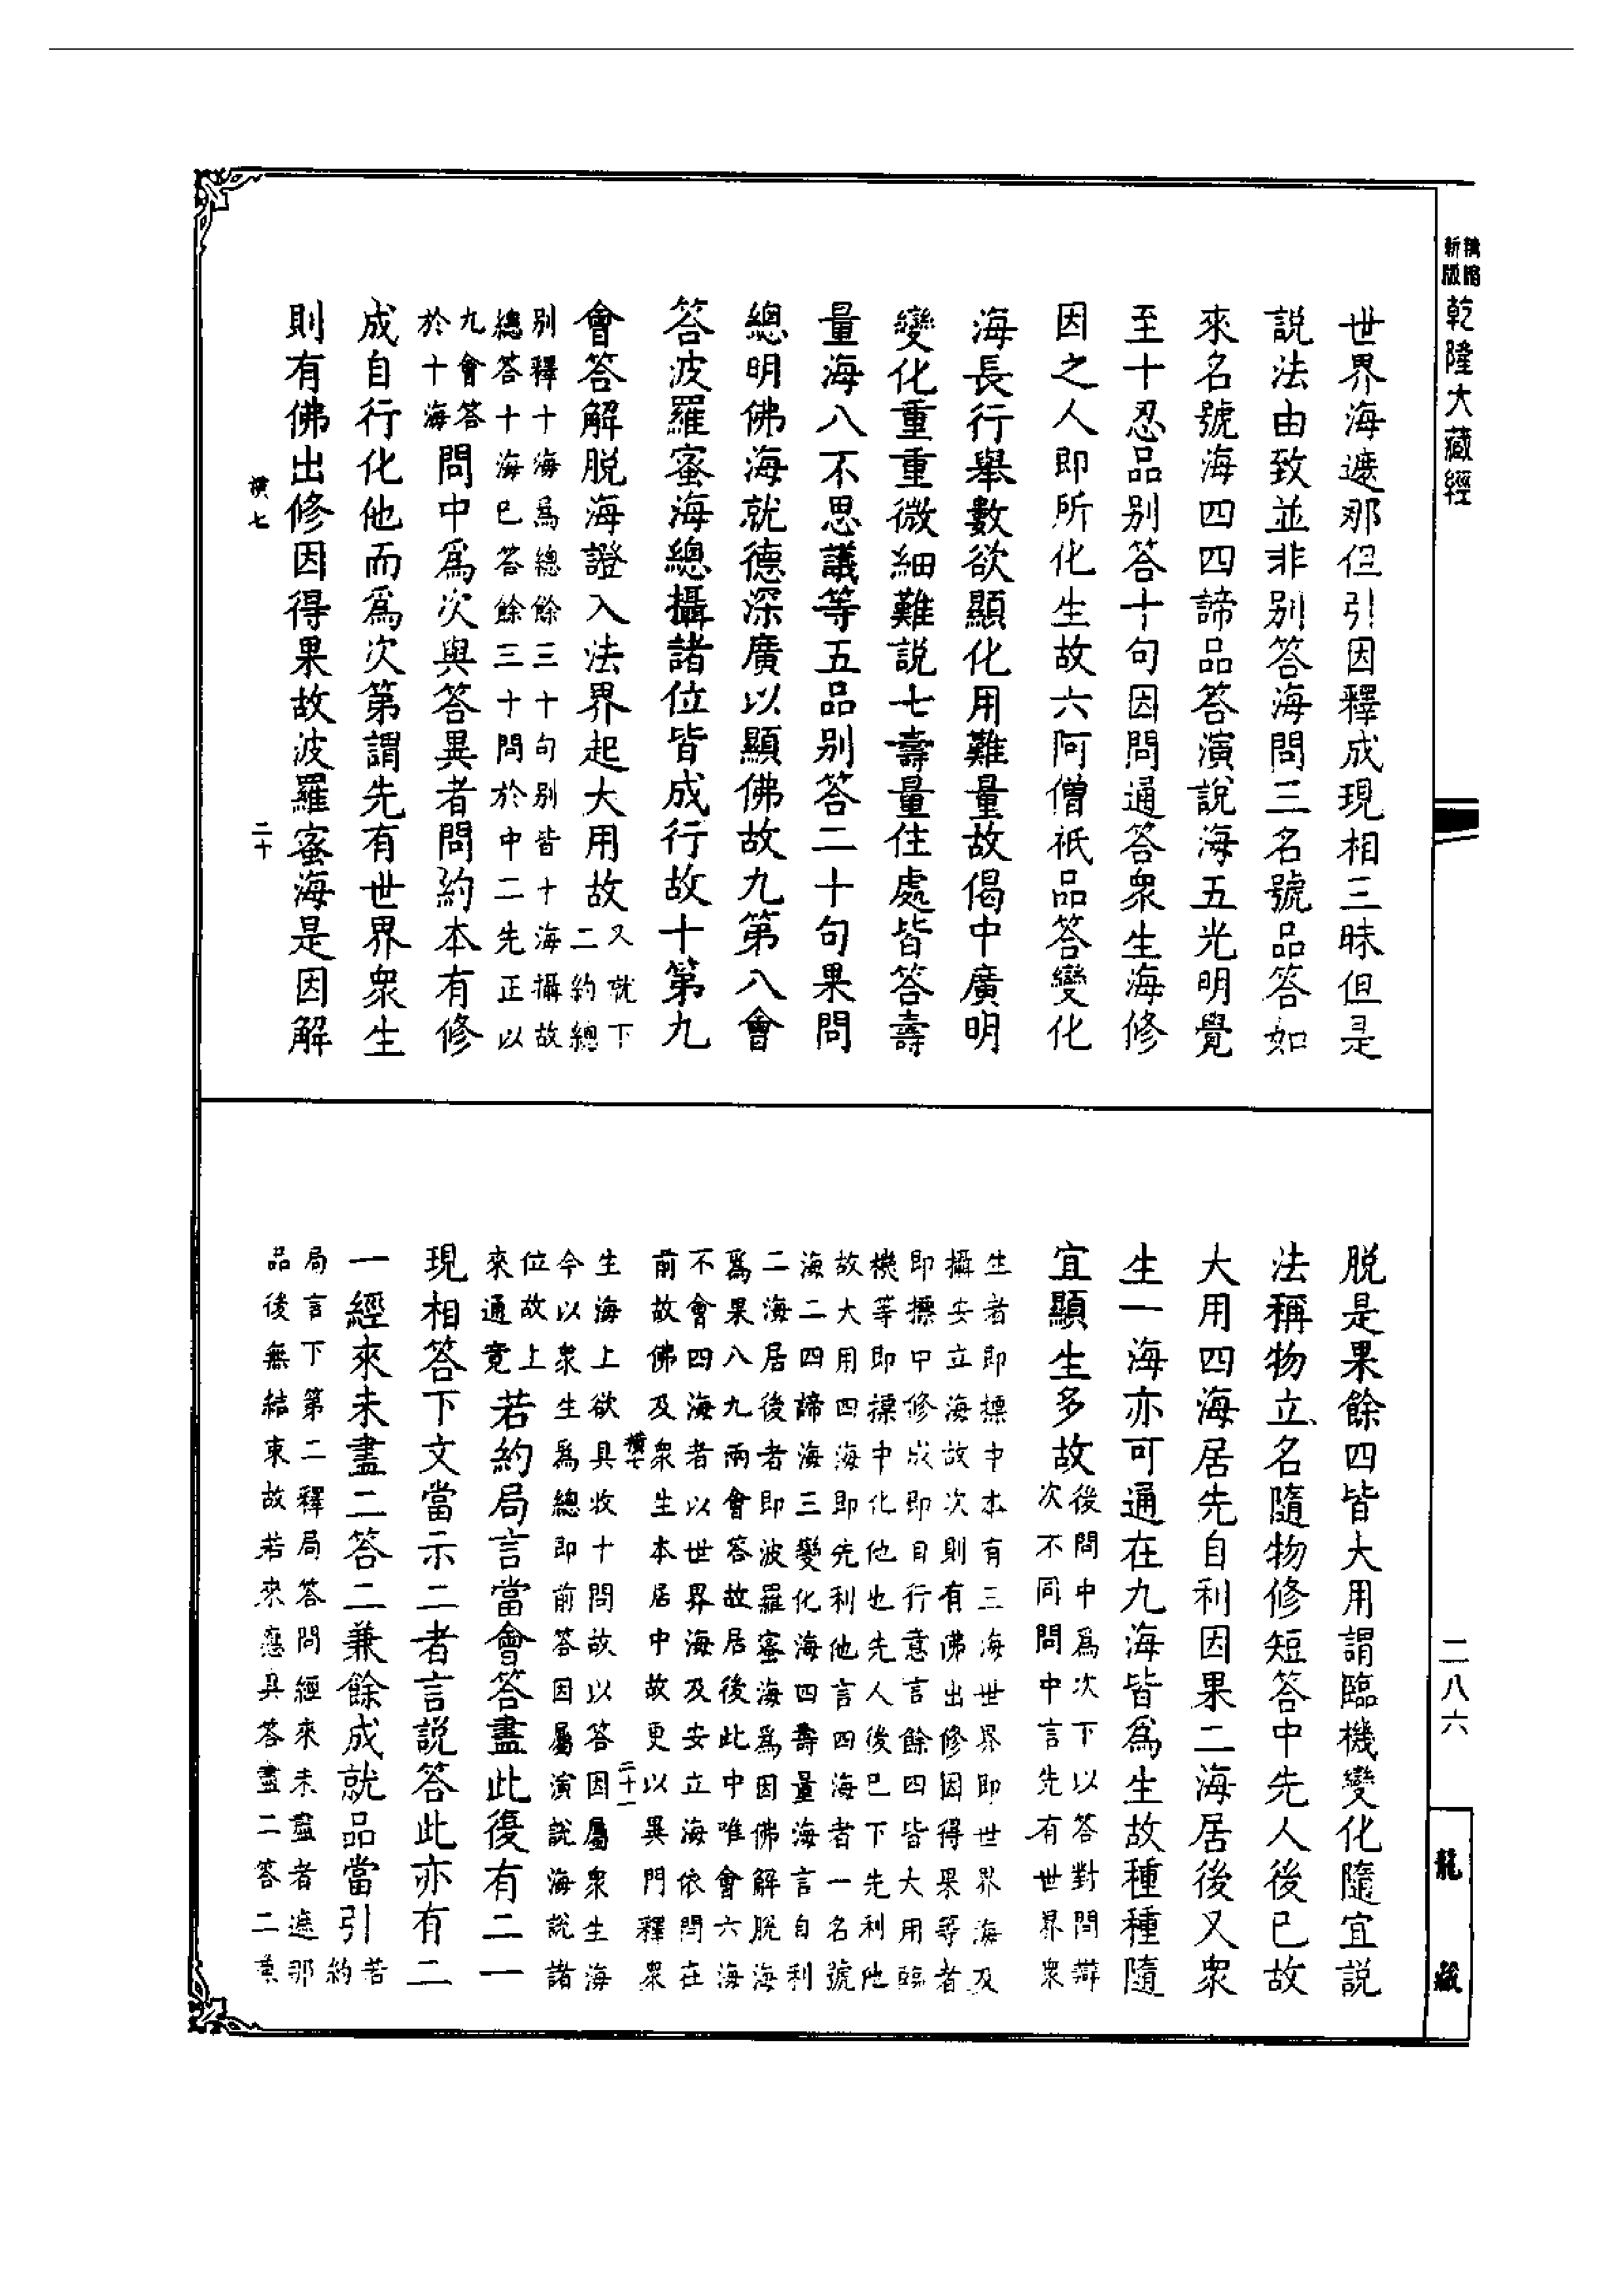 新版
精縮
乾隆大藏經
世界海遮那但引因釋成現相三昧但是
説法由致並非别答海問三名號品答如
來名號海四四諦品答演説海五光明覺
至十忍品别答十句因問通答衆生海修
因之人即所化生故六阿僧祇品答變化
海長行舉數欲顯化用難量故偈中廣明
變化重重微細難説七壽量住處皆答壽
量海八不思議等五品别答二十句果問
總明佛海就德深廣以顯佛故九第八會
答波羅蜜海總攝諸位皆成行故十第九
會答解脱海證入法界起大用故
又就下
二約總
别釋十海爲總餘三十句别皆十海攝故
總答十海已答餘三十問於中二先正以
九會答
於十海
問中爲次與答異者問約本有修
成自行化他而爲次第謂先有世界衆生
則有佛出修因得果故波羅蜜海是因解
横七
二十
脱是果餘四皆大用謂臨機變化隨宜説
法稱物立名隨物修短答中先人後已故
大用四海居先自利因果二海居後又衆
生一海亦可通在九海皆爲生故種種隨
宜顯生多故
後問中爲次下以答對問辯
次不同問中言先有世界衆
生者即標中本有三海世界即世界海及
攝安立海故次則有佛出修因得果等者
即標中修成即自行意言餘四皆大用臨
機等即標中化他也先人後已下先利他
故大用四海即先利他言四海者一名號
海二四諦海三變化海四壽量海言自利
二海居後者即波羅蜜海爲因佛解脱海
爲果八九兩會答故居後此中唯會六海
不會四海者以世界海及安立海依問在
前故佛及衆生本居中故更以異門釋衆
横七
二十一
生海上欲具收十問故以答因屬衆生海
今以衆生爲總即前答因屬演説海説諸
位故上
來通竟
若約局言當會答盡此復有二一
現相答下文當示二者言説答此亦有二
一經來未盡二答二兼餘成就品當引
若
約
局言下第二釋局答問經來未盡者遮那
品後無結束故若來應具答盡二答二兼
二八六
龍
藏